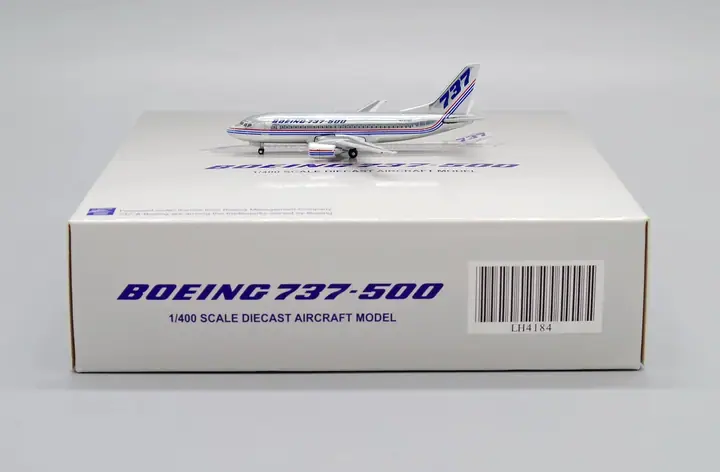 BOEING 737-500
737
BOEING 737-500
1/400 SCALE DIECAST AIRCRAFT MODEL
BOEING 737-500
1/400 SCALE DIECAST AIRCRAFT MODEL
LH4184